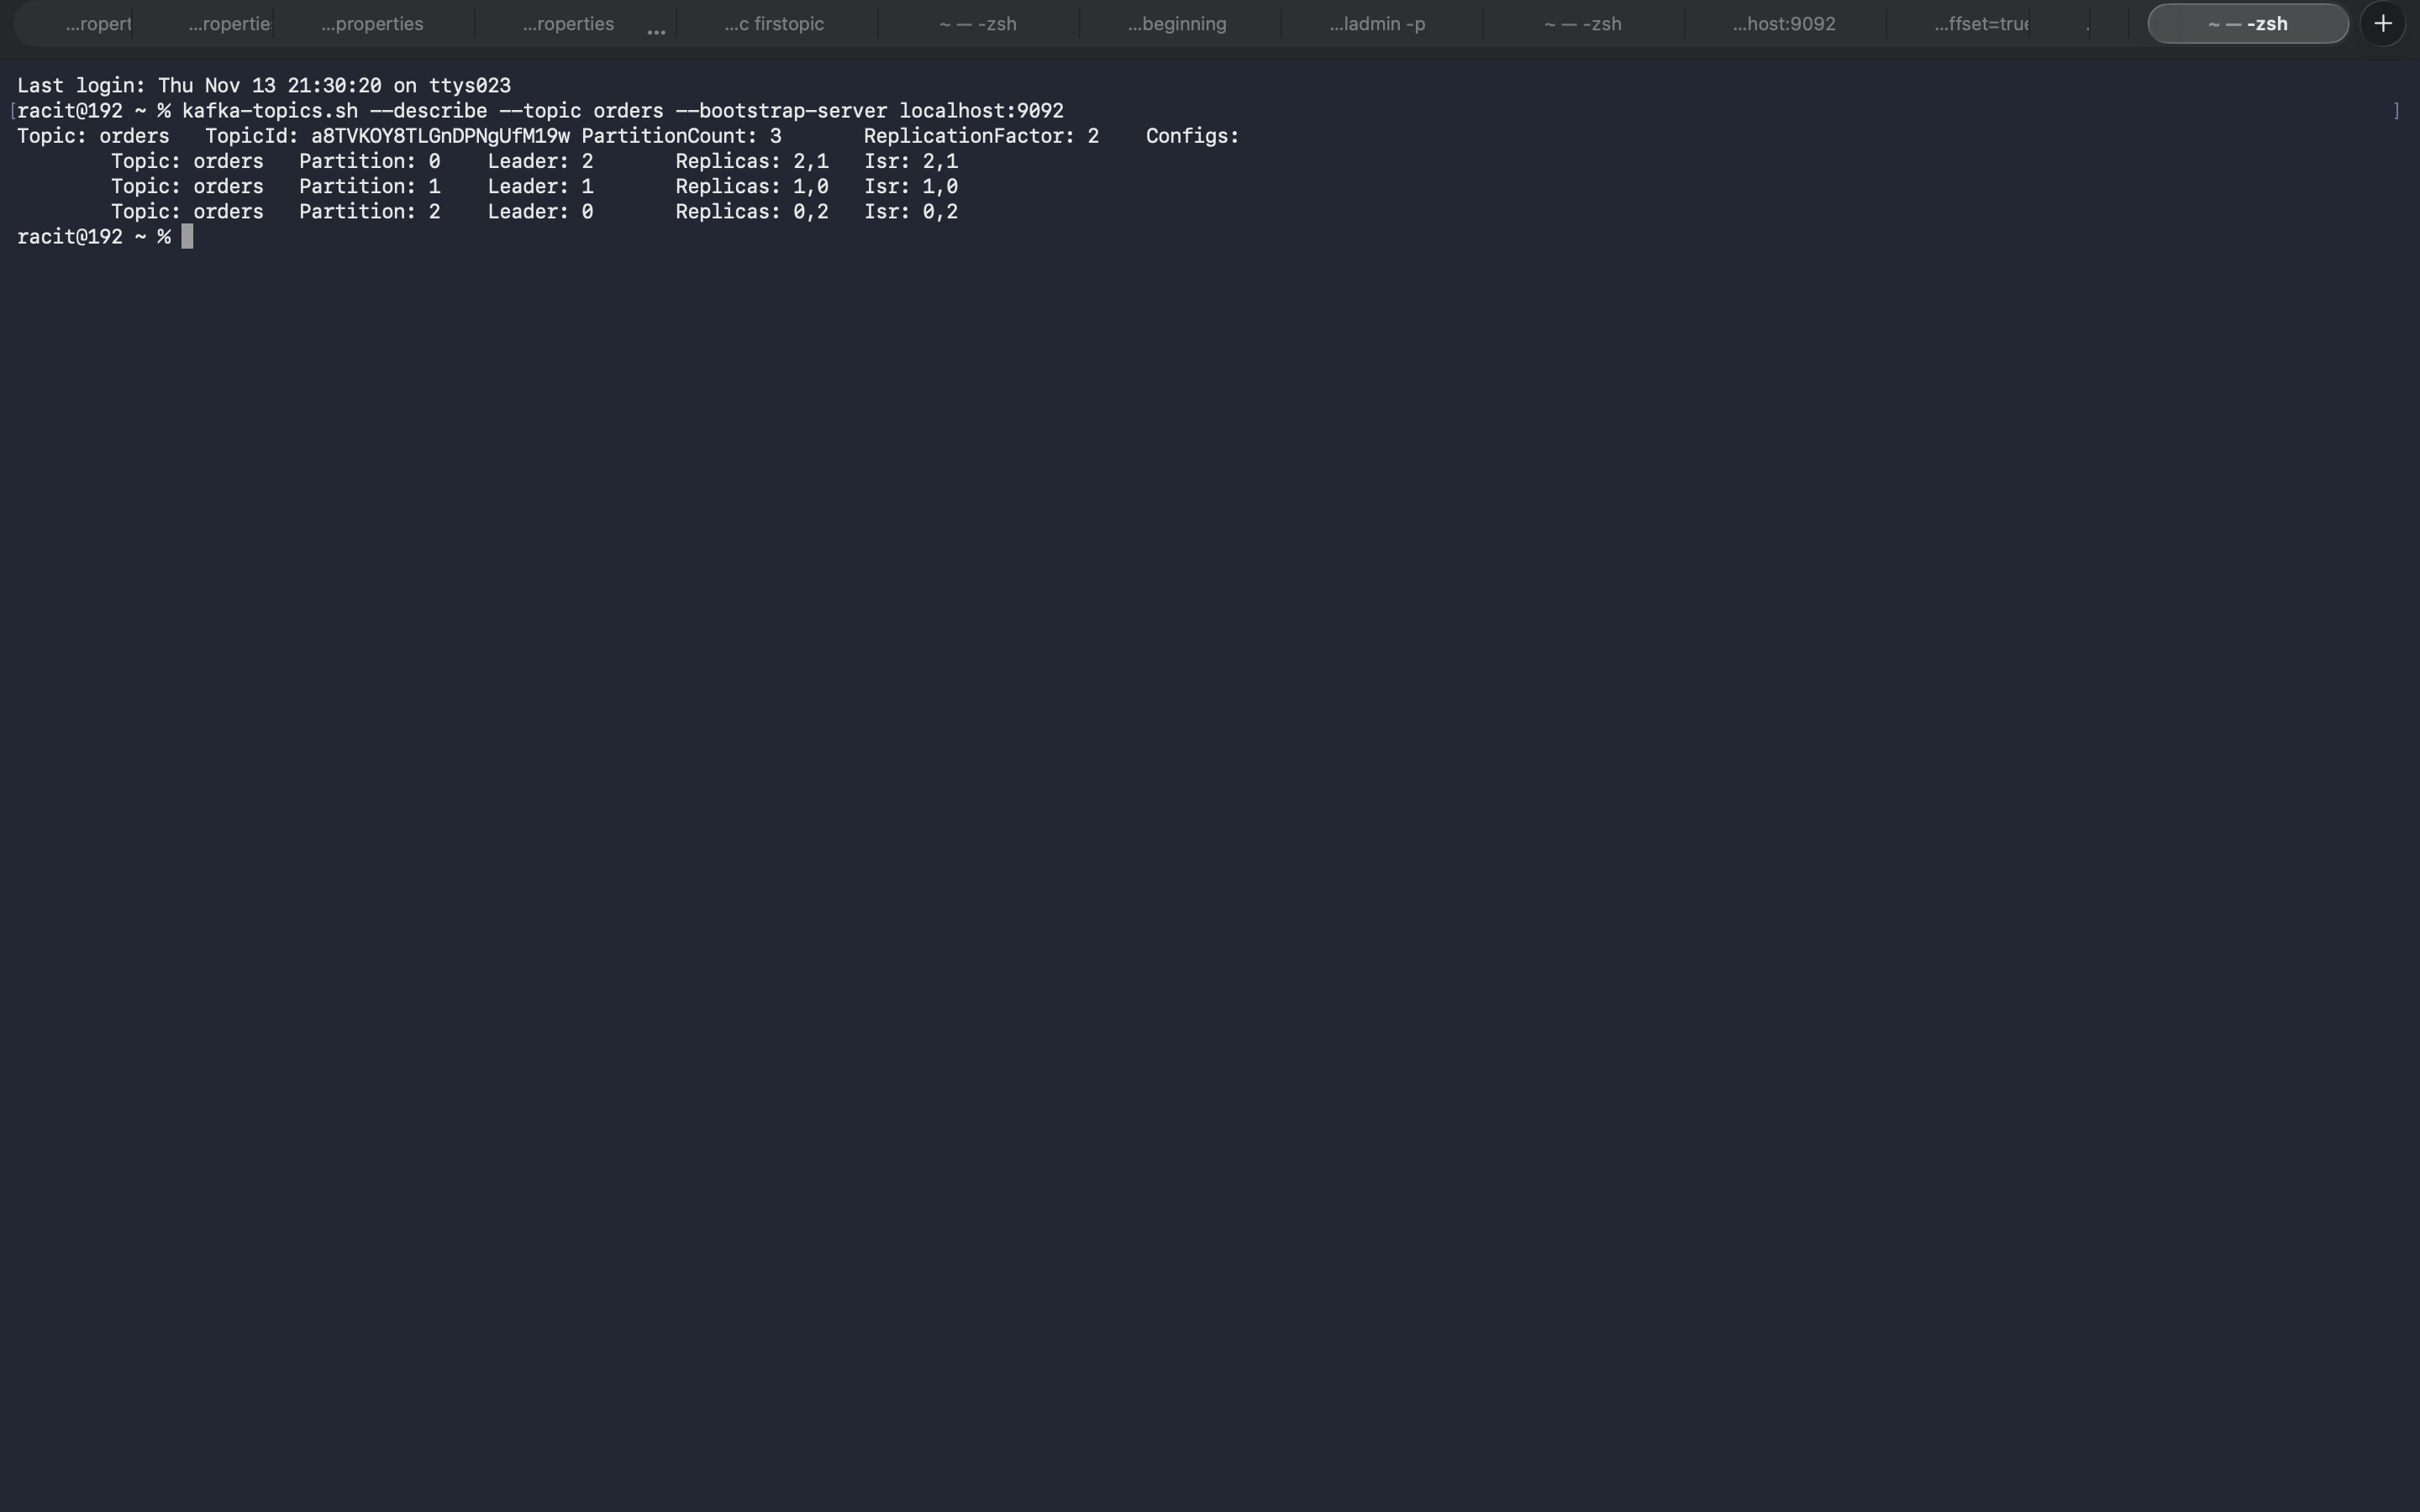 ...ropert ...ropertie ...properties ...roperties ... ...c firstopic ~ — -zsh ...beginning ...ladmin -p ~ — -zsh ...host:9092 ...ffset=true . ~ — -zsh +
Last login: Thu Nov 13 21:30:20 on ttys023
[racit@192 ~ % kafka-topics.sh --describe --topic orders --bootstrap-server localhost:9092 ]
Topic: orders TopicId: a8TVKOY8TLGnDPNgUfM19w PartitionCount: 3 ReplicationFactor: 2 Configs:
Topic: orders Partition: 0 Leader: 2 Replicas: 2,1 Isr: 2,1
Topic: orders Partition: 1 Leader: 1 Replicas: 1,0 Isr: 1,0
Topic: orders Partition: 2 Leader: 0 Replicas: 0,2 Isr: 0,2
racit@192 ~ %